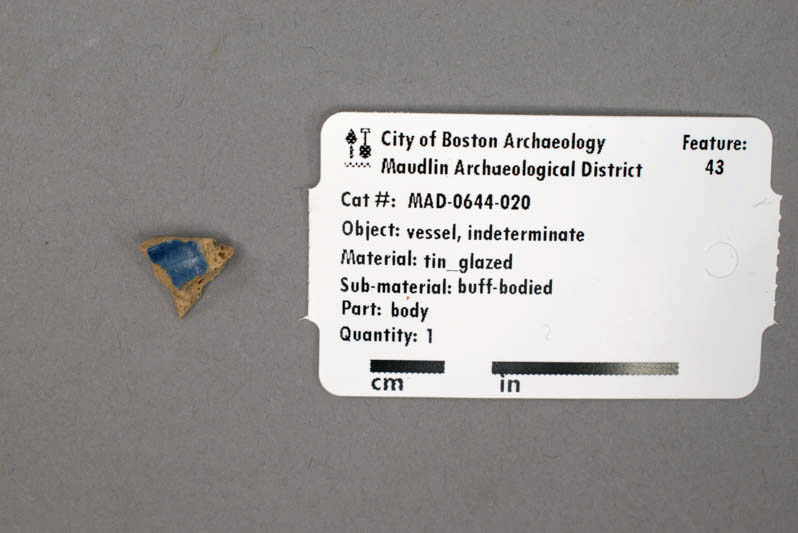 City of Boston Archaeology
Maudlin Archaeological District
Feature:
43
Cat #: MAD-0644-020
Object: vessel, indeterminate
Material: tin_glazed
Sub-material: buff-bodied
Part: body
Quantity: 1
cm in